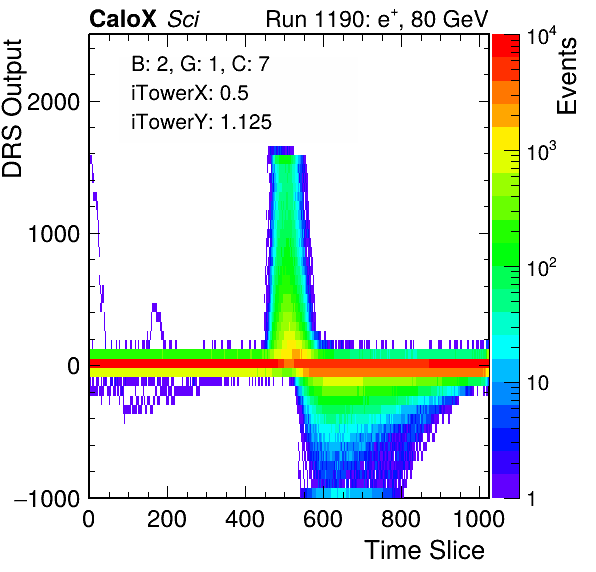 CaloX Sci
Run 1190: e+, 80 GeV
B: 2, G: 1, C: 7
iTowerX: 0.5
iTowerY: 1.125
DRS Output
2000
1000
0
−1000
0
200
400
600
800
1000
Time Slice
Events
10^4
10^3
10^2
10
1